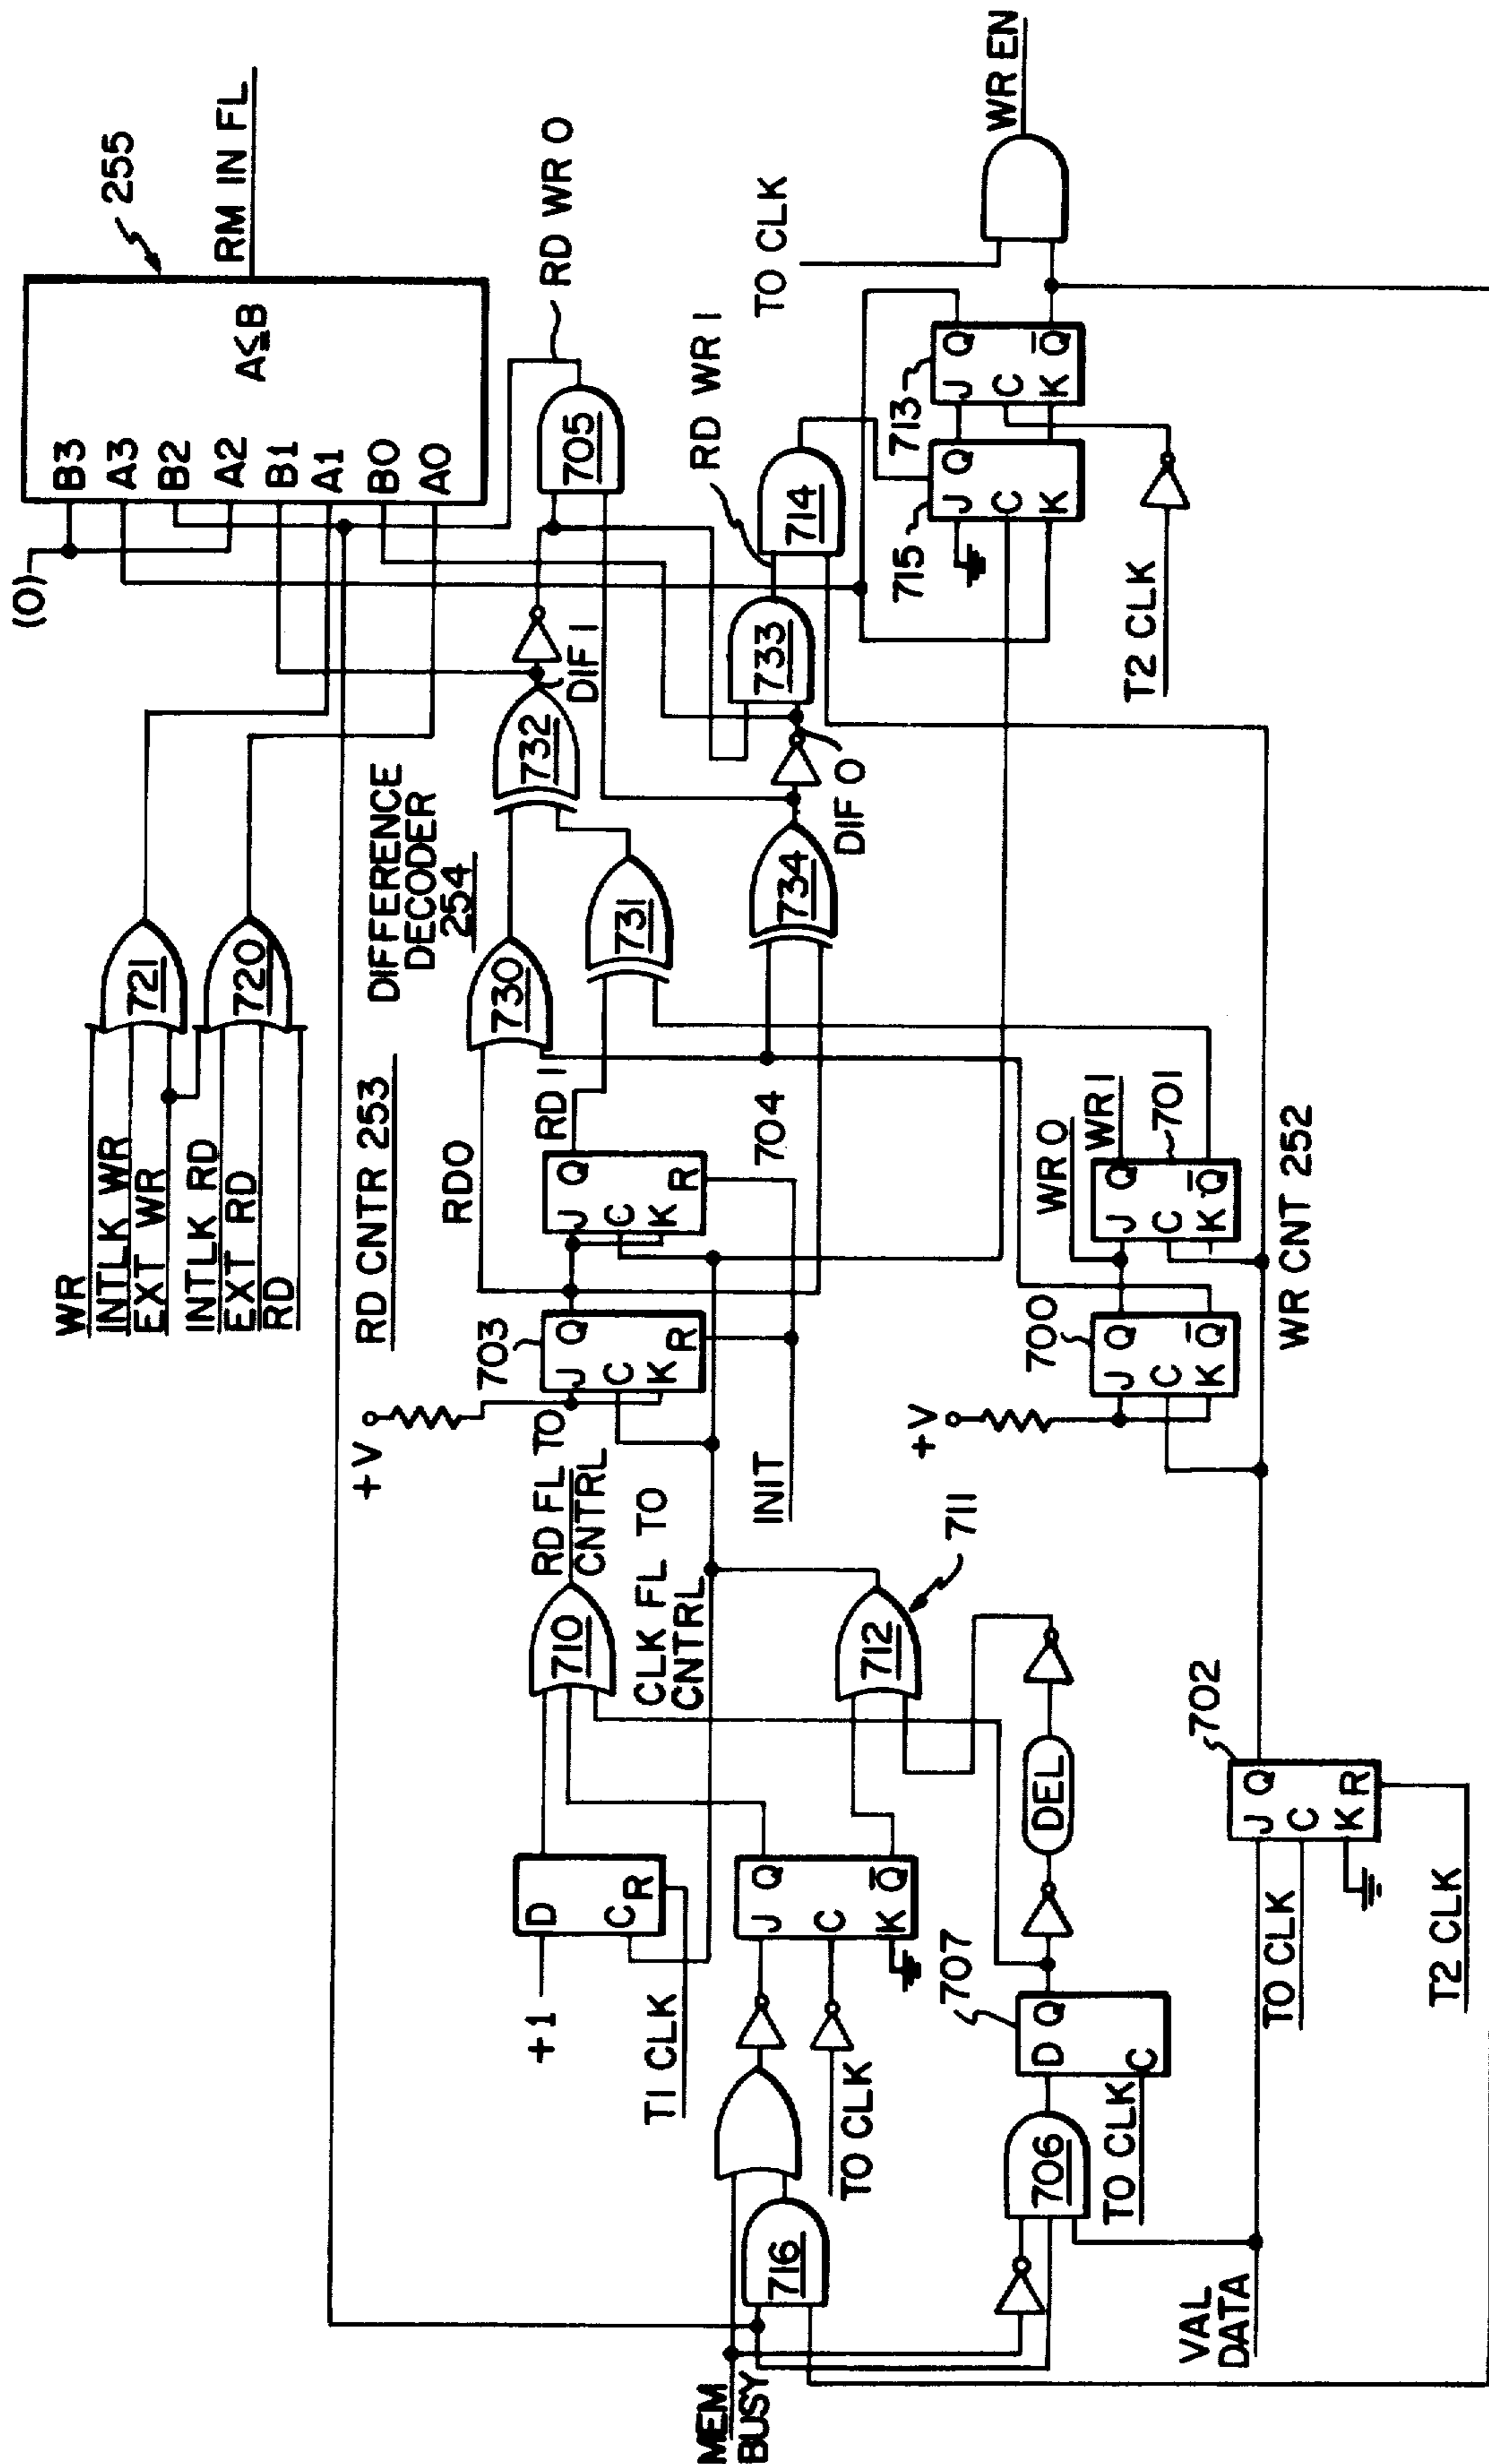 (0)
B3
A3
B2
A2
B1
A1
B0
A0
A≤B
255
RM IN FL
WR
INTLK WR
EXT WR
INTLK RD
EXT RD
RD
721
720
RD CNTR 253
DIFFERENCE
DECODER
254
RD0
RD 1
730
731
732
734
DIF 1
DIF 0
705
RD WR 0
733
714
RD WR 1
+V
703
J Q
C
K
R
J Q
C
K
R
704
INIT
RD FL TO
CNTRL
CLK FL TO
CNTRL
710
712
711
+1
D
C
R
T1 CLK
J Q
C
K Q̅
TO CLK
716
MEM
BUSY
706
TO CLK
707
D Q
C
DEL
VAL
DATA
TO CLK
702
J Q
C
K
R
T2 CLK
+V
700
J Q
C
K Q̅
WR 0
WR 1
701
J Q
C
K Q̅
WR CNT 252
715
J Q
C
K
713
J Q
C
K Q̅
T2 CLK
TO CLK
WR EN